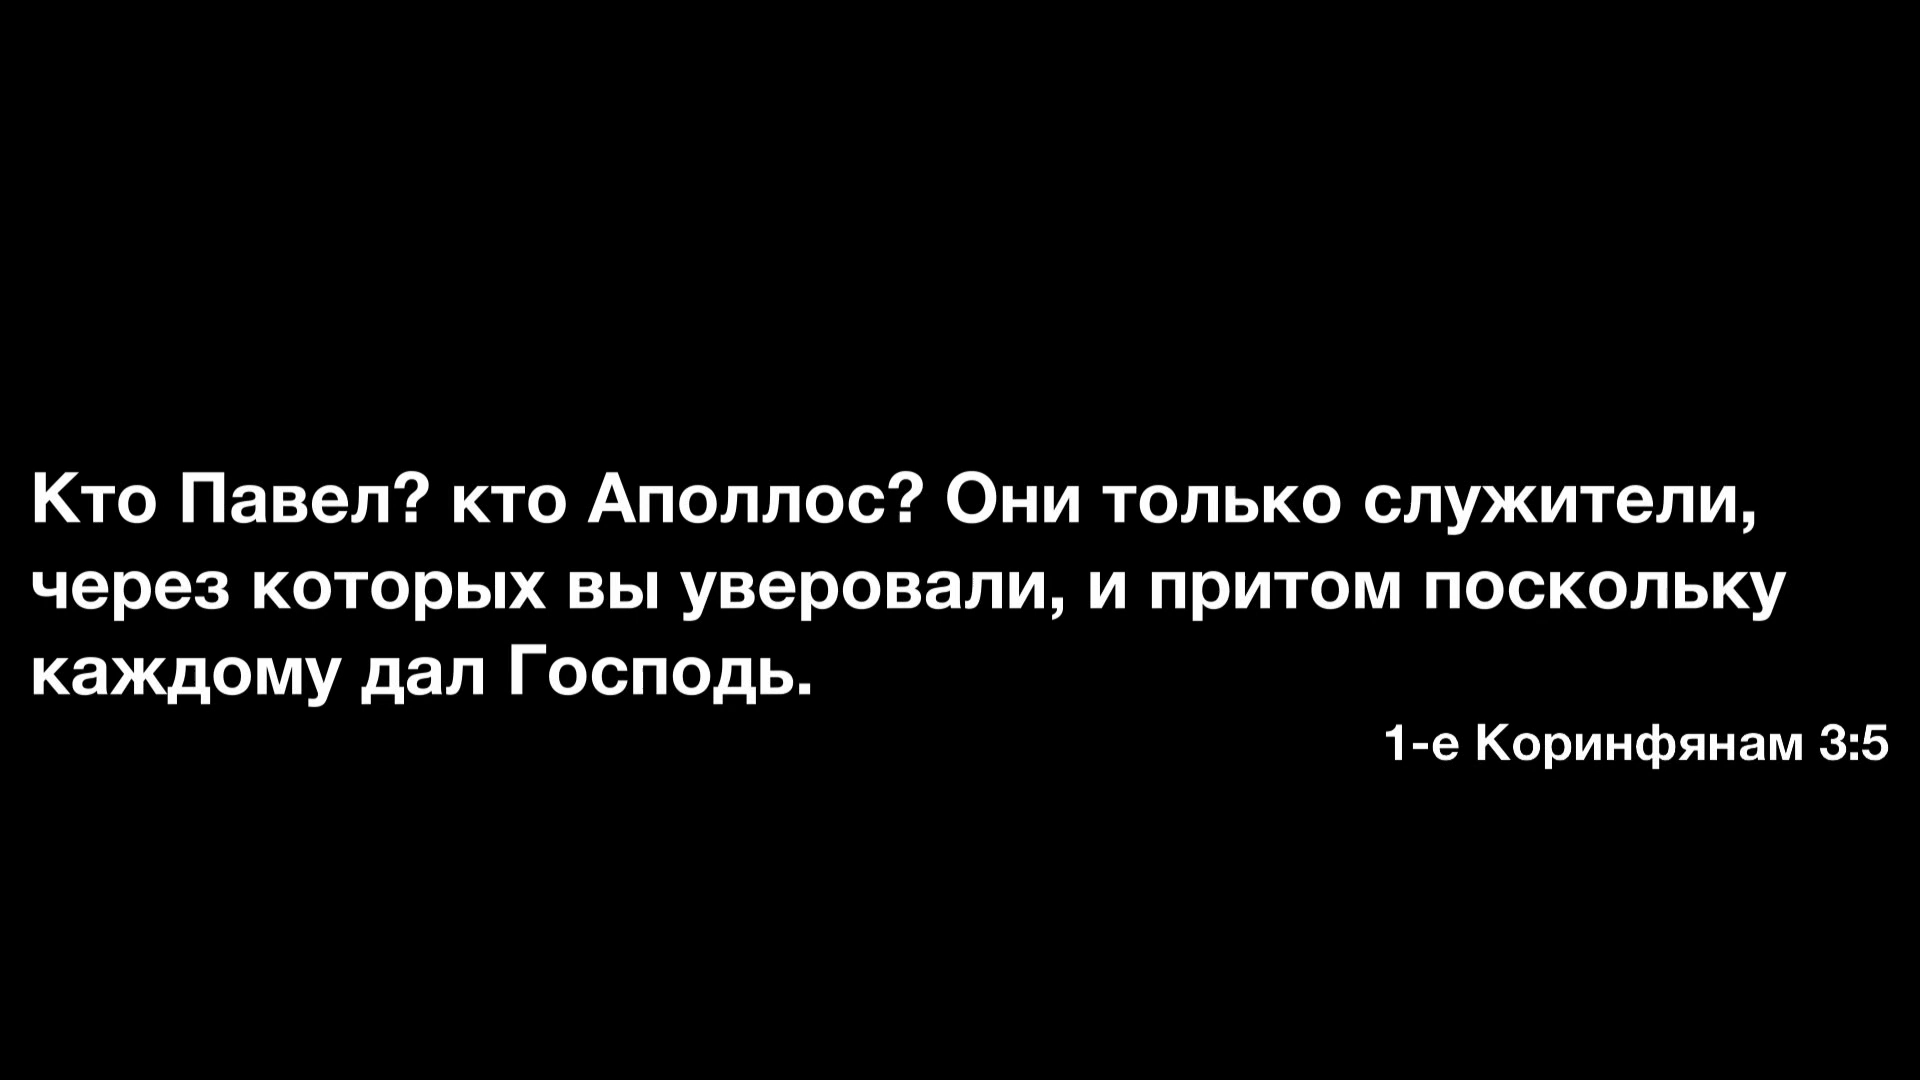 Кто Павел? кто Аполлос? Они только служители,
через которых вы уверовали, и притом поскольку
каждому дал Господь.
1-е Коринфянам 3:5